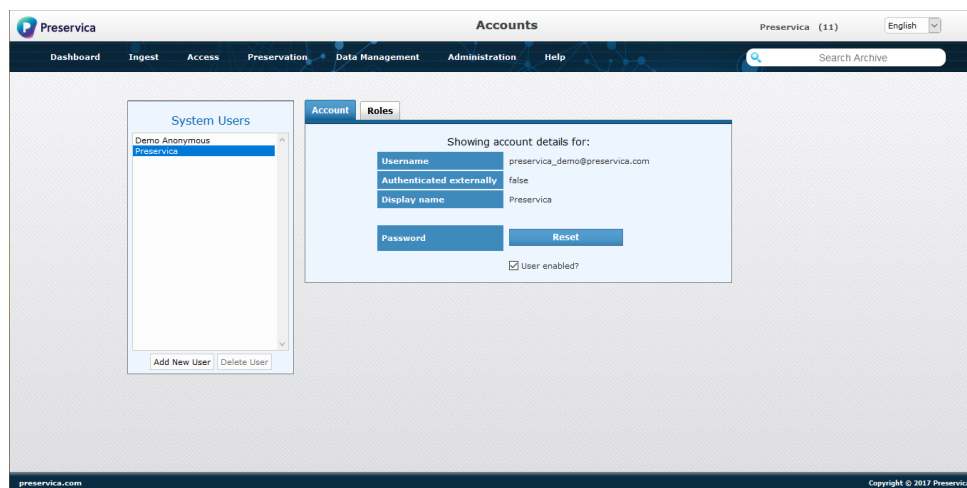 Preservica
Accounts
Preservica (11)
English
Dashboard Ingest Access Preservation Data Management Administration Help Search Archive
System Users
Demo Anonymous
Preservica
Add New User Delete User
Account Roles
Showing account details for:
Username preservica_demo@preservica.com
Authenticated externally false
Display name Preservica
Password Reset
User enabled?
preservica.com
Copyright © 2017 Preservica